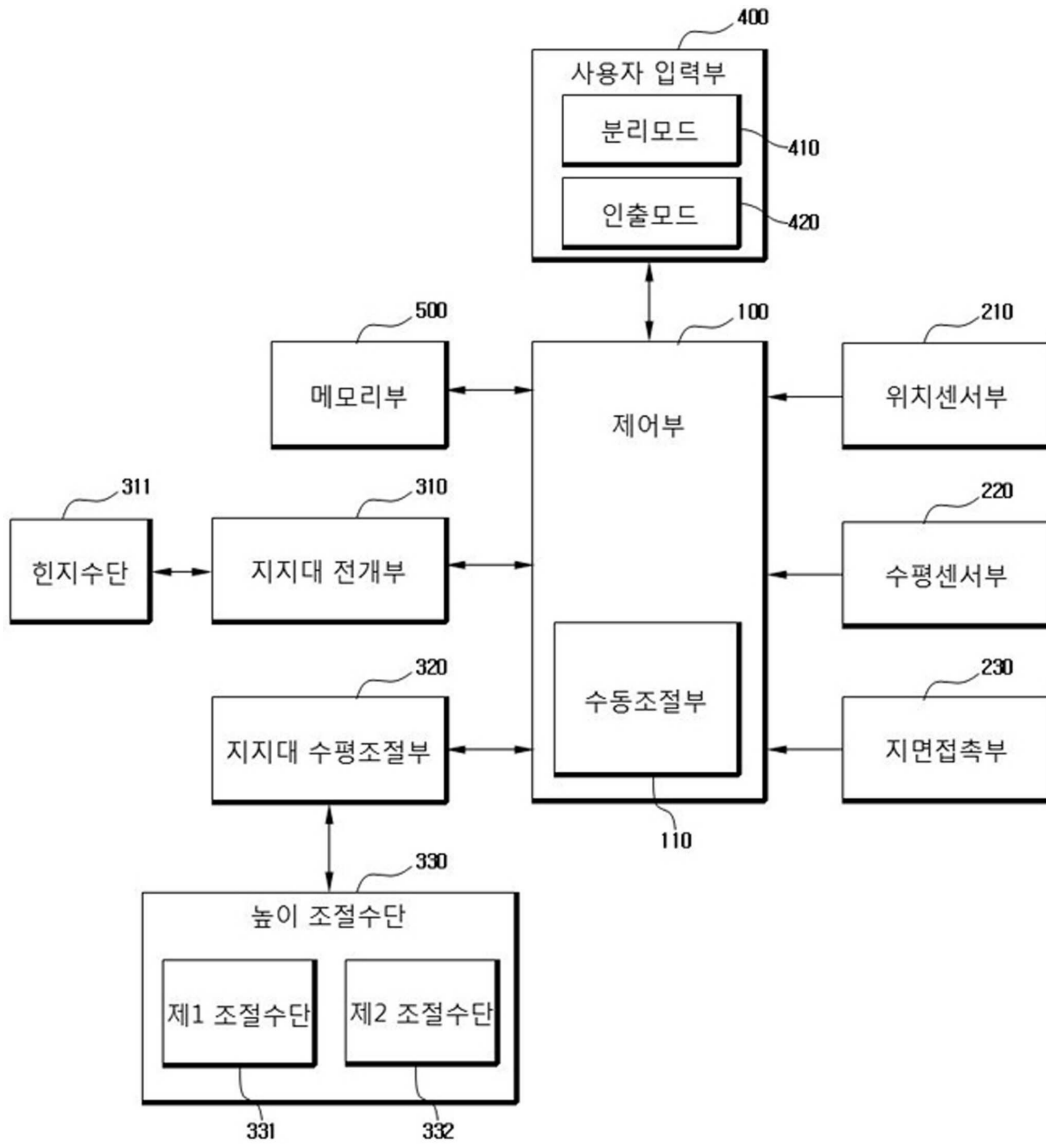 400
사용자 입력부
분리모드
410
인출모드
420
500
100
210
메모리부
제어부
위치센서부
311
310
220
힌지수단
지지대 전개부
수평센서부
320
230
지지대 수평조절부
수동조절부
지면접촉부
110
330
높이 조절수단
제1 조절수단
제2 조절수단
331
332